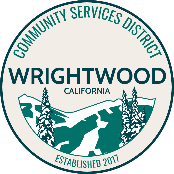 COMMUNITY SERVICES DISTRICT
WRIGHTWOOD
CALIFORNIA
ESTABLISHED 2017